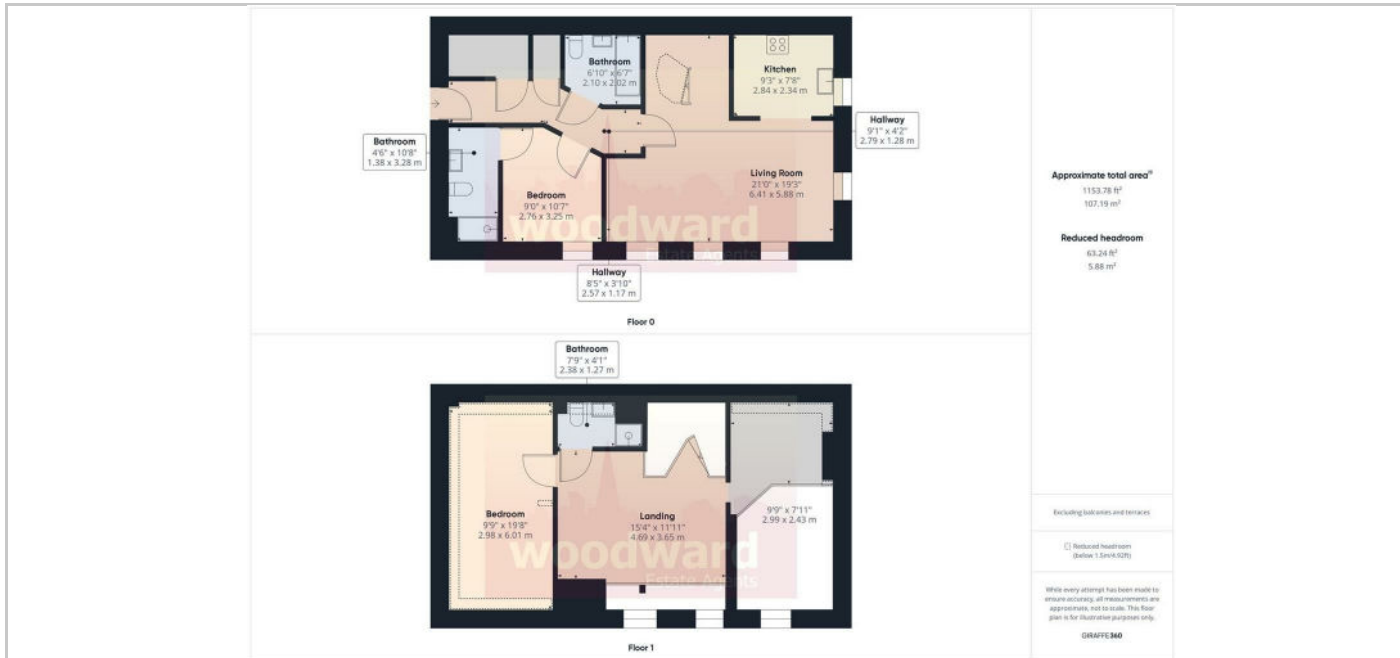 Bathroom
6'10" x 6'7"
2.10 x 2.02 m
Kitchen
9'3" x 7'8"
2.84 x 2.34 m
Hallway
9'1" x 4'2"
2.79 x 1.28 m
Bathroom
4'6" x 10'8"
1.38 x 3.28 m
Living Room
21'0" x 19'3"
6.41 x 5.88 m
Bedroom
9'0" x 10'7"
2.76 x 3.25 m
woodward
Estate Agents
Hallway
8'5" x 3'10"
2.57 x 1.17 m
Floor 0
Bathroom
7'9" x 4'1"
2.38 x 1.27 m
Bedroom
9'9" x 19'8"
2.98 x 6.01 m
Landing
15'4" x 11'11"
4.69 x 3.65 m
9'9" x 7'11"
2.99 x 2.43 m
woodward
Estate Agents
Floor 1
Approximate total area⁽¹⁾
1153.78 ft²
107.19 m²
Reduced headroom
63.24 ft²
5.88 m²
Excluding balconies and terraces
Reduced headroom
(below 1.5m/4.92ft)
While every attempt has been made to
ensure accuracy, all measurements are
approximate, not to scale. This floor
plan is for illustrative purposes only.
GIRAFFE360